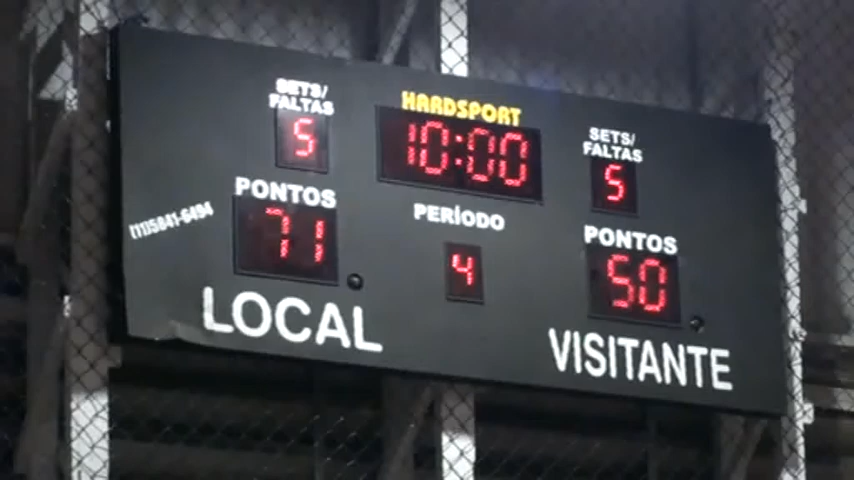 SETS/
FALTAS
5
HARDSPORT
10:00
SETS/
FALTAS
5
PONTOS
71
(11)5841-6494
PERÍODO
4
PONTOS
50
LOCAL
VISITANTE